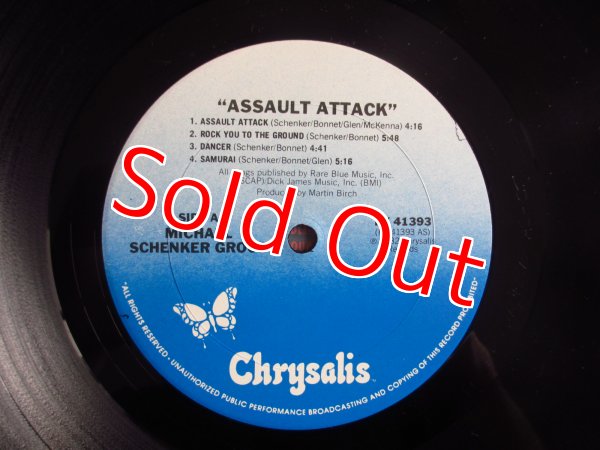 "ASSAULT ATTACK"
1. ASSAULT ATTACK (Schenker/Bonnet/Glen/McKenna) 4:16
2. ROCK YOU TO THE GROUND (Schenker/Bonnet) 5:48
3. DANCER (Schenker/Bonnet) 4:41
4. SAMURAI (Schenker/Bonnet/Glen) 5:16
All published by Rare Blue Music, Inc.
Dick James Music, Inc. (BMI)
by Martin Birch
Sold Out
41393
41393 AS)
MICHAEL
SCHENKER
Chrysalis
"ALL RIGHTS RESERVED - UNAUTHORIZED PUBLIC PERFORMANCE BROADCASTING AND COPYING OF THIS RECORD PROHIBITED"